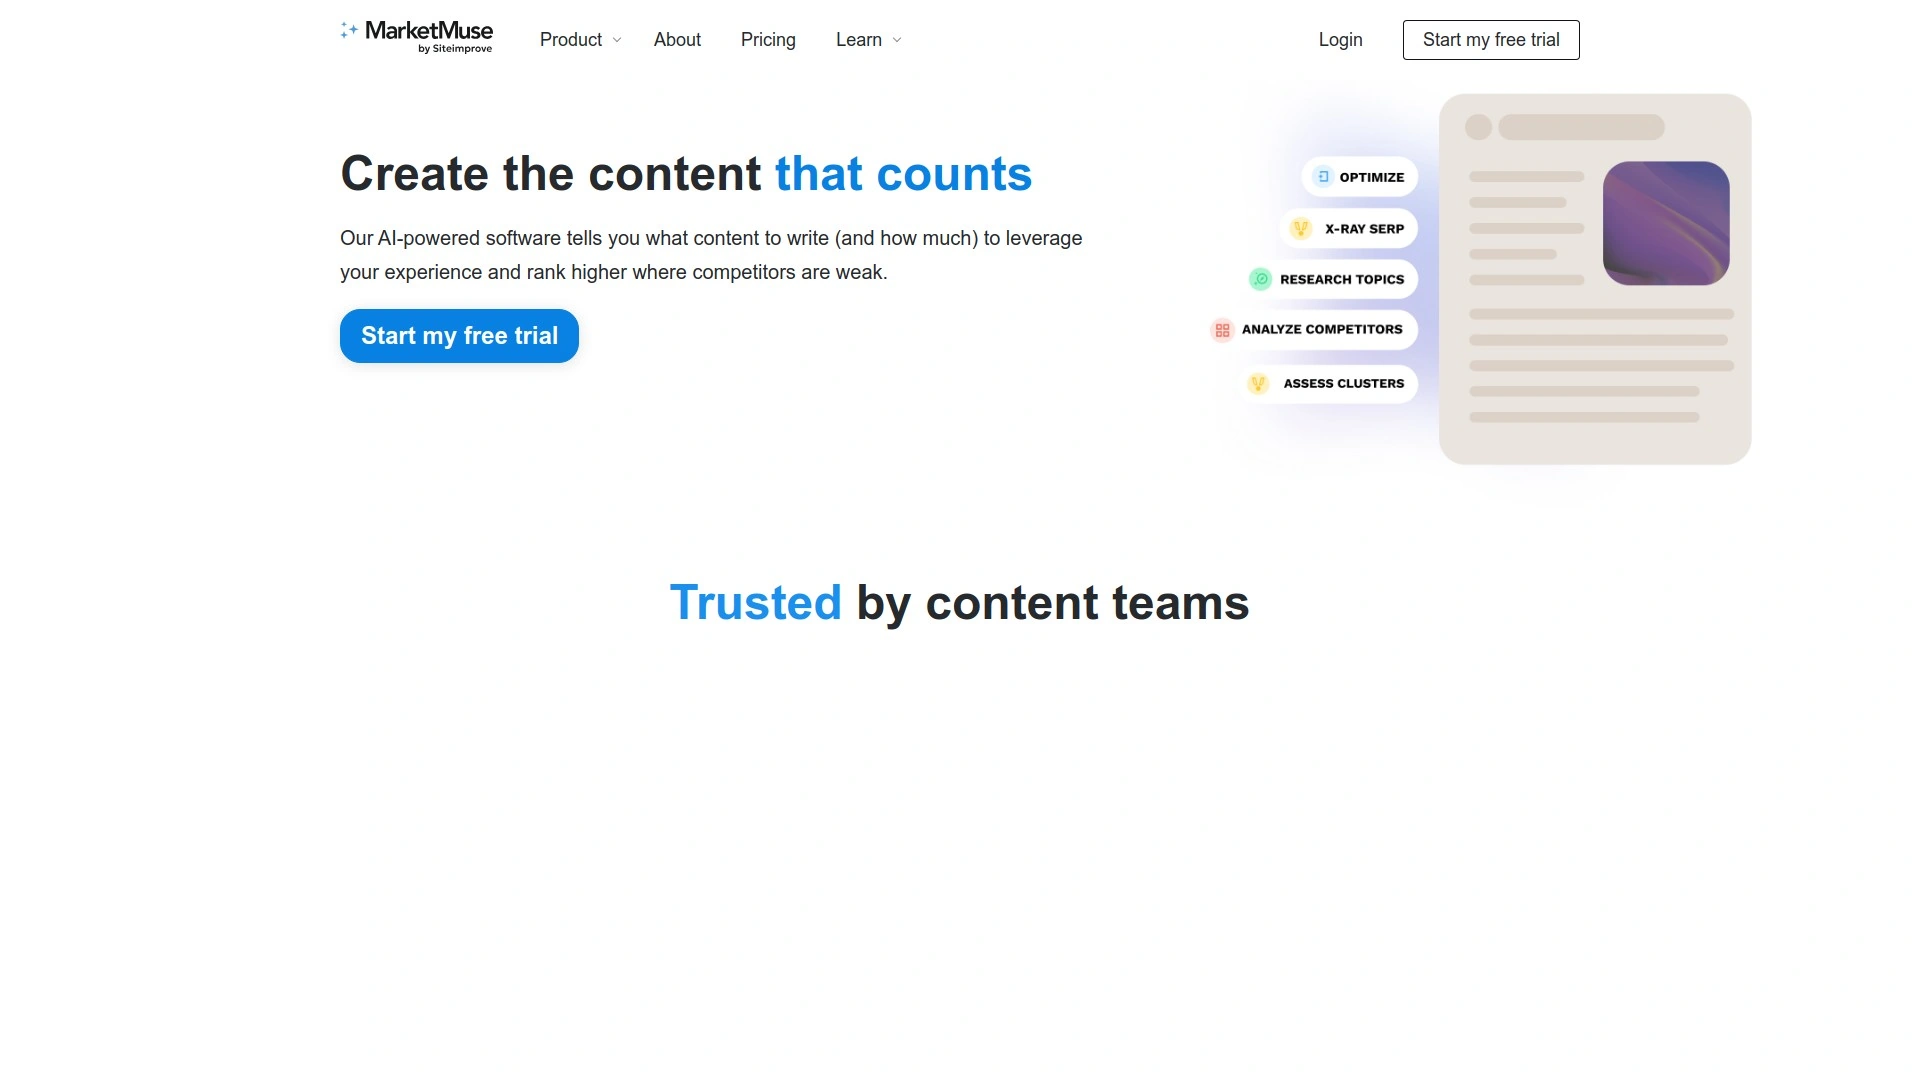 MarketMuse
by Siteimprove
Product
About
Pricing
Learn
Login
Start my free trial
Create the content that counts
Our AI-powered software tells you what content to write (and how much) to leverage
your experience and rank higher where competitors are weak.
Start my free trial
OPTIMIZE
X-RAY SERP
RESEARCH TOPICS
ANALYZE COMPETITORS
ASSESS CLUSTERS
Trusted by content teams